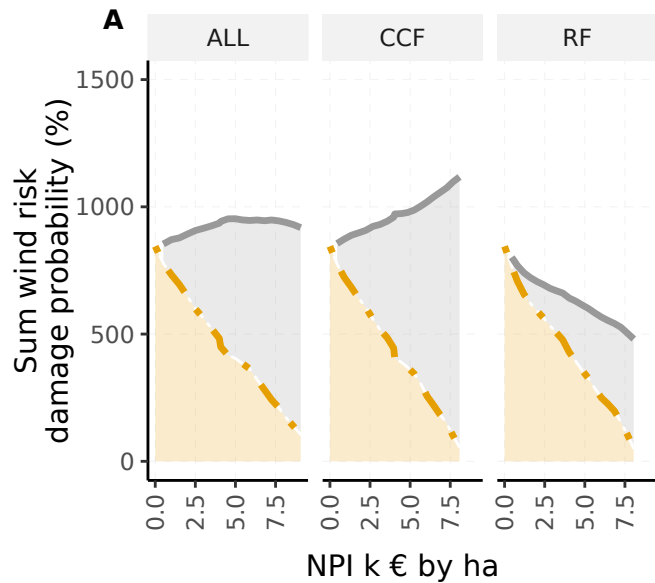 A
ALL CCF RF
Sum wind risk
damage probability (%)
1500
1000
500
0
0.0 2.5 5.0 7.5 0.0 2.5 5.0 7.5 0.0 2.5 5.0 7.5
NPI k € by ha